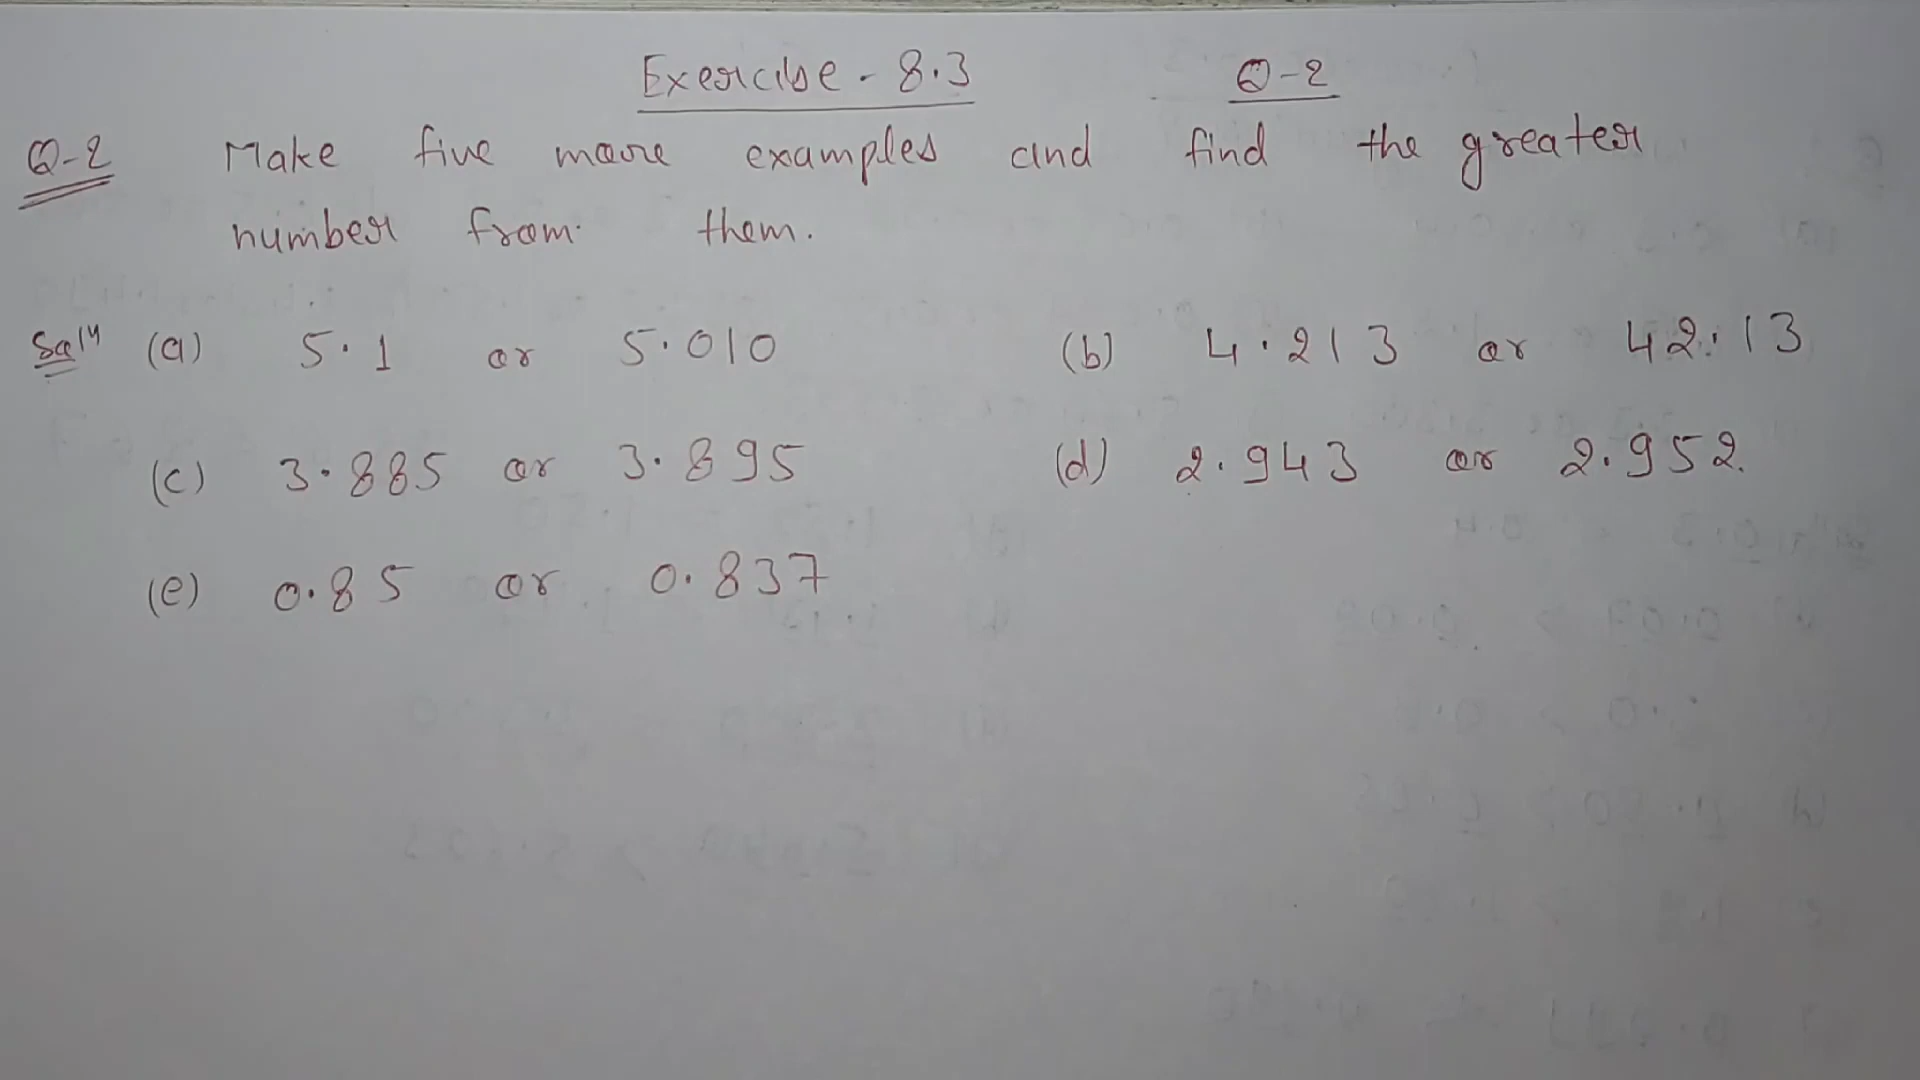 Exercise - 8.3 Q-2
Q-2 Make five more examples and find the greater
number from them.
Solⁿ (a) 5.1 or 5.010 (b) 4.213 or 42.13
(c) 3.885 or 3.895 (d) 2.943 or 2.952.
(e) 0.85 or 0.837